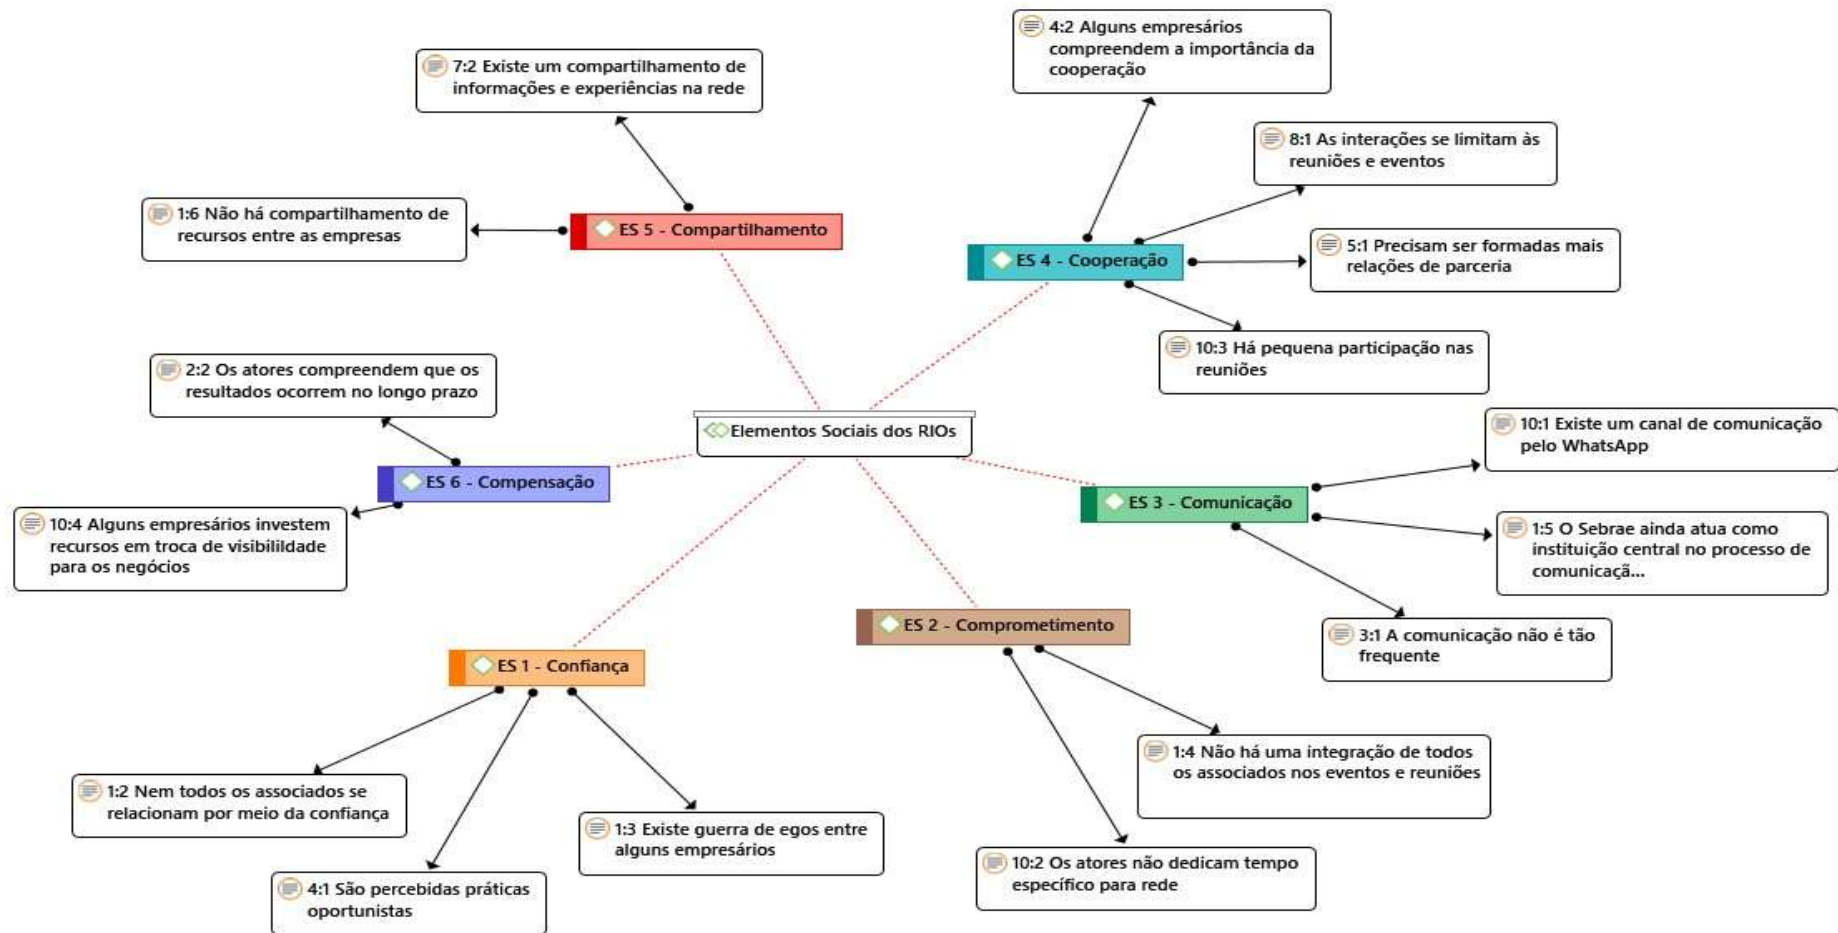 4:2 Alguns empresários
compreendem a importância da
cooperação
7:2 Existe um compartilhamento de
informações e experiências na rede
8:1 As interações se limitam às
reuniões e eventos
1:6 Não há compartilhamento de
recursos entre as empresas
ES 5 - Compartilhamento
ES 4 - Cooperação
5:1 Precisam ser formadas mais
relações de parceria
10:3 Há pequena participação nas
reuniões
2:2 Os atores compreendem que os
resultados ocorrem no longo prazo
Elementos Sociais dos RIOs
10:1 Existe um canal de comunicação
pelo WhatsApp
ES 6 - Compensação
ES 3 - Comunicação
10:4 Alguns empresários investem
recursos em troca de visibilildade
para os negócios
1:5 O Sebrae ainda atua como
instituição central no processo de
comunicaçã...
ES 2 - Comprometimento
3:1 A comunicação não é tão
frequente
ES 1 - Confiança
1:4 Não há uma integração de todos
os associados nos eventos e reuniões
1:2 Nem todos os associados se
relacionam por meio da confiança
1:3 Existe guerra de egos entre
alguns empresários
10:2 Os atores não dedicam tempo
específico para rede
4:1 São percebidas práticas
oportunistas